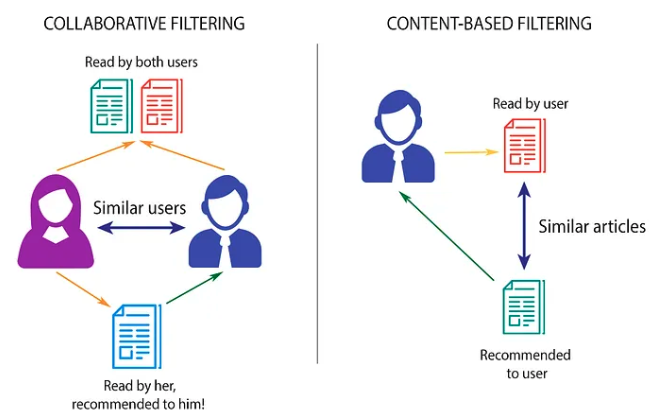 COLLABORATIVE FILTERING
Read by both users
Similar users
Read by her,
recommended to him!
CONTENT-BASED FILTERING
Read by user
Similar articles
Recommended
to user